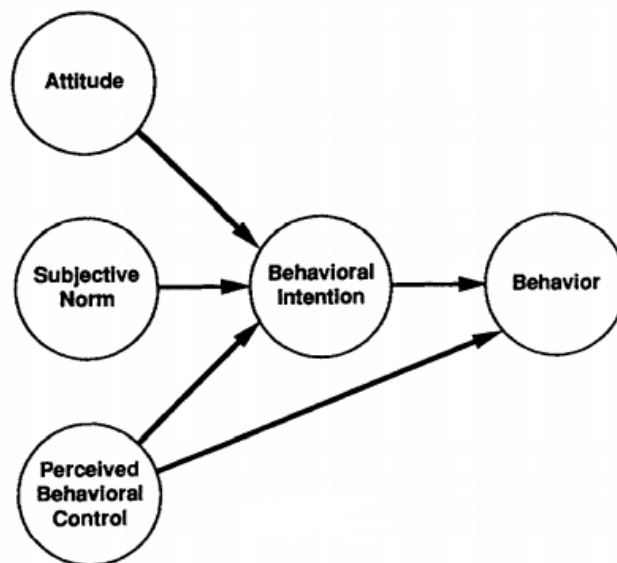 Attitude
Subjective
Norm
Behavioral
Intention
Behavior
Perceived
Behavioral
Control